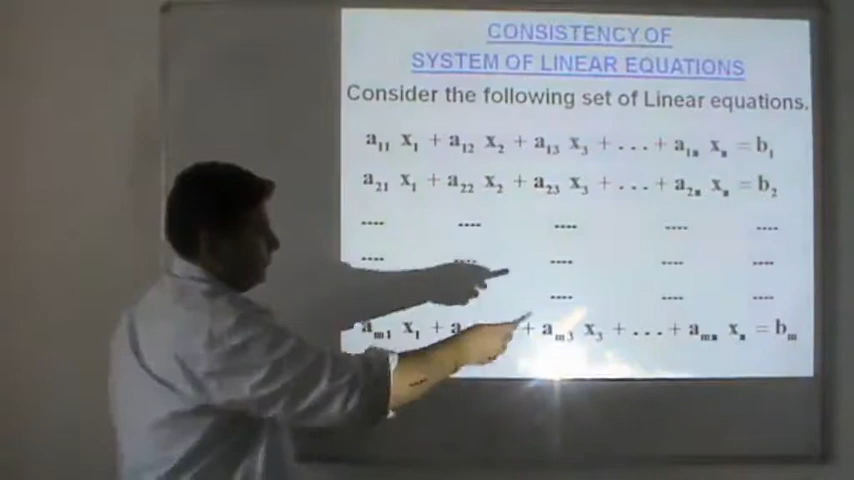 CONSISTENCY OF
SYSTEM OF LINEAR EQUATIONS
Consider the following set of Linear equations.
a₁₁ x₁ + a₁₂ x₂ + a₁₃ x₃ + . . . + a₁ₙ xₙ = b₁
a₂₁ x₁ + a₂₂ x₂ + a₂₃ x₃ + . . . + a₂ₙ xₙ = b₂
---- ---- ---- ---- ----
---- ---- ---- ---- ----
---- ---- ----
aₘ₁ x₁ + a + aₘ₃ x₃ + . . . + aₘₙ xₙ = bₘ